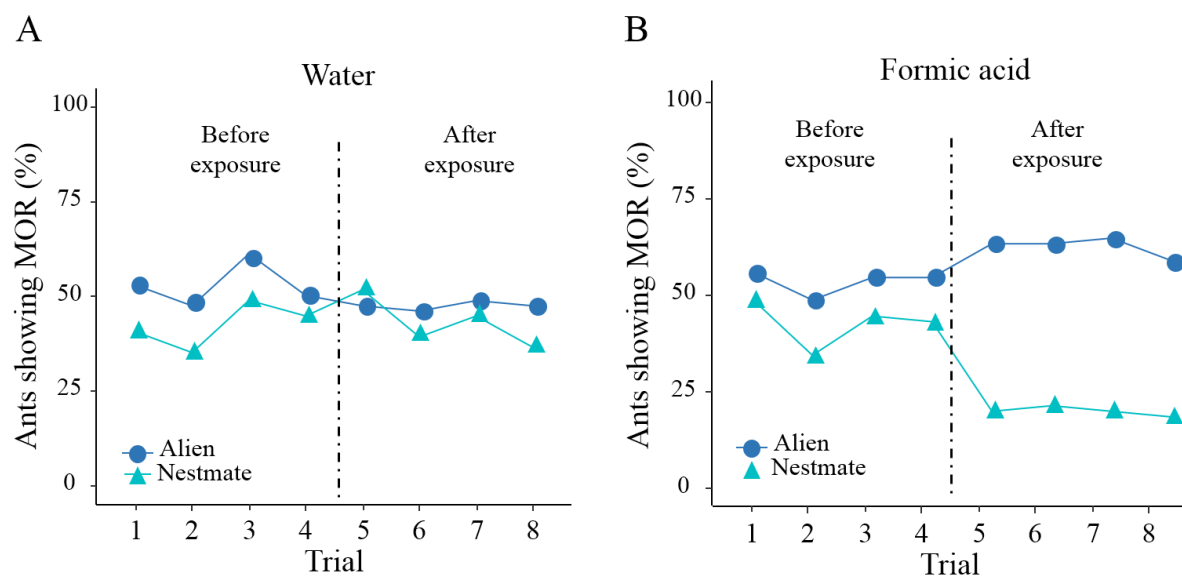 A
Water
Ants showing MOR (%)
100
75
50
25
0
Before
exposure
After
exposure
Alien
Nestmate
1 2 3 4 5 6 7 8
Trial
B
Formic acid
Ants showing MOR (%)
100
75
50
25
0
Before
exposure
After
exposure
Alien
Nestmate
1 2 3 4 5 6 7 8
Trial